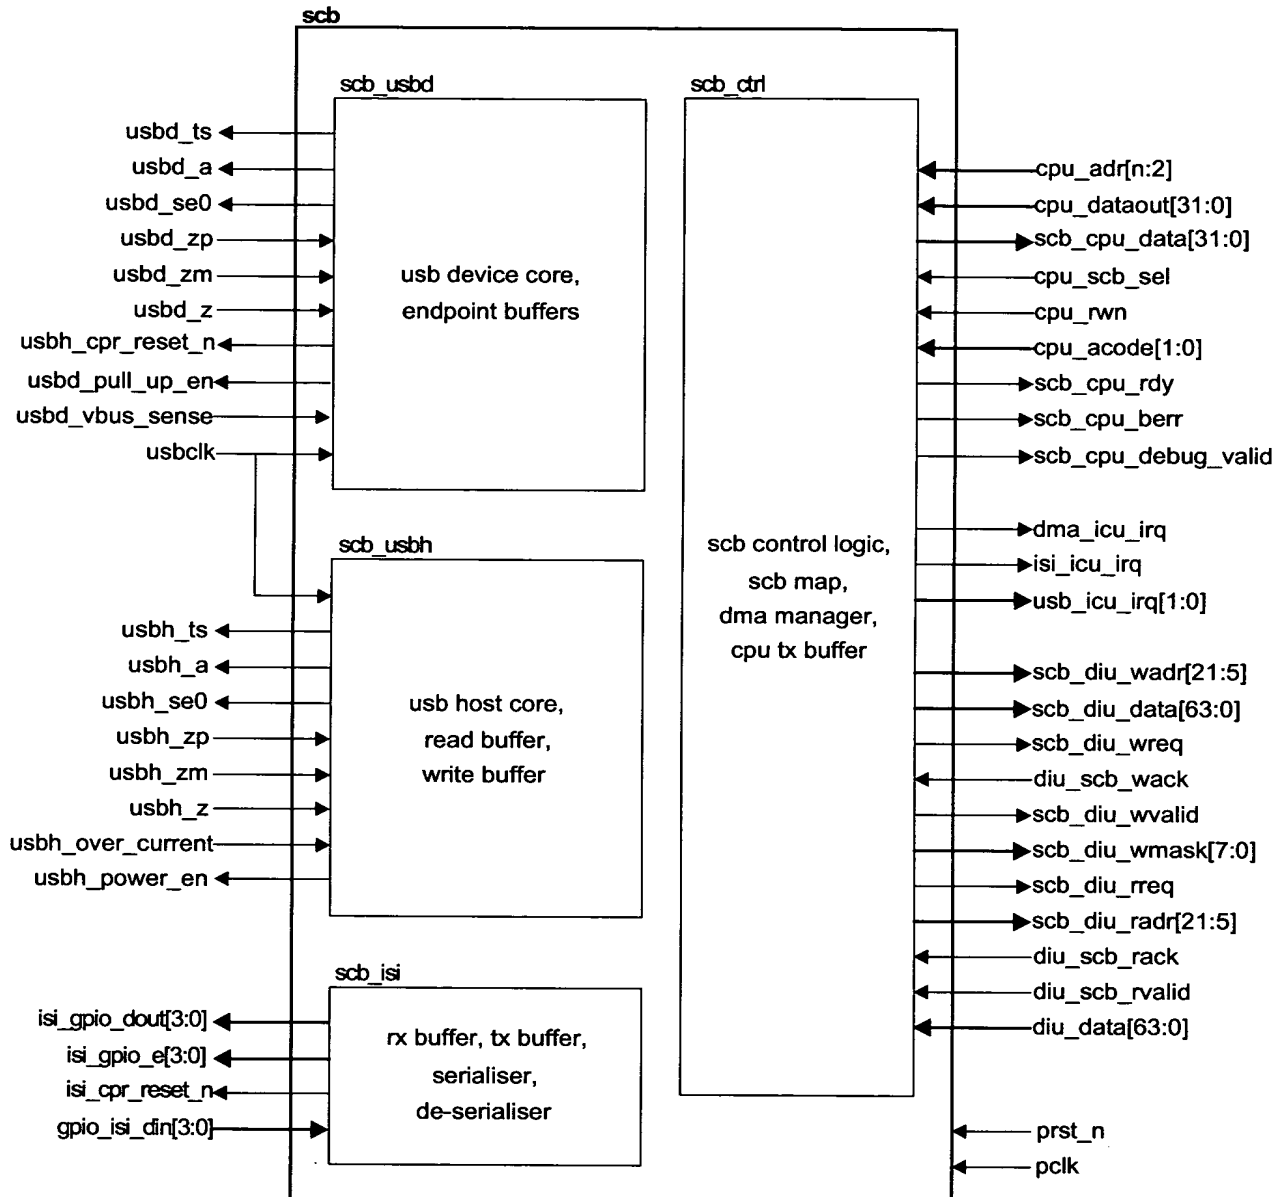 scb
scb_usbd
usbd_ts
usbd_a
usbd_se0
usbd_zp
usbd_zm
usbd_z
usbh_cpr_reset_n
usbd_pull_up_en
usbd_vbus_sense
usbclk
usb device core,
endpoint buffers
scb_usbh
usbh_ts
usbh_a
usbh_se0
usbh_zp
usbh_zm
usbh_z
usbh_over_current
usbh_power_en
usb host core,
read buffer,
write buffer
scb_isi
isi_gpio_dout[3:0]
isi_gpio_e[3:0]
isi_cpr_reset_n
gpio_isi_din[3:0]
rx buffer, tx buffer,
serialiser,
de-serialiser
scb_ctrl
scb control logic,
scb map,
dma manager,
cpu tx buffer
cpu_adr[n:2]
cpu_dataout[31:0]
scb_cpu_data[31:0]
cpu_scb_sel
cpu_rwn
cpu_acode[1:0]
scb_cpu_rdy
scb_cpu_berr
scb_cpu_debug_valid
dma_icu_irq
isi_icu_irq
usb_icu_irq[1:0]
scb_diu_wadr[21:5]
scb_diu_data[63:0]
scb_diu_wreq
diu_scb_wack
scb_diu_wvalid
scb_diu_wmask[7:0]
scb_diu_rreq
scb_diu_radr[21:5]
diu_scb_rack
diu_scb_rvalid
diu_data[63:0]
prst_n
pclk